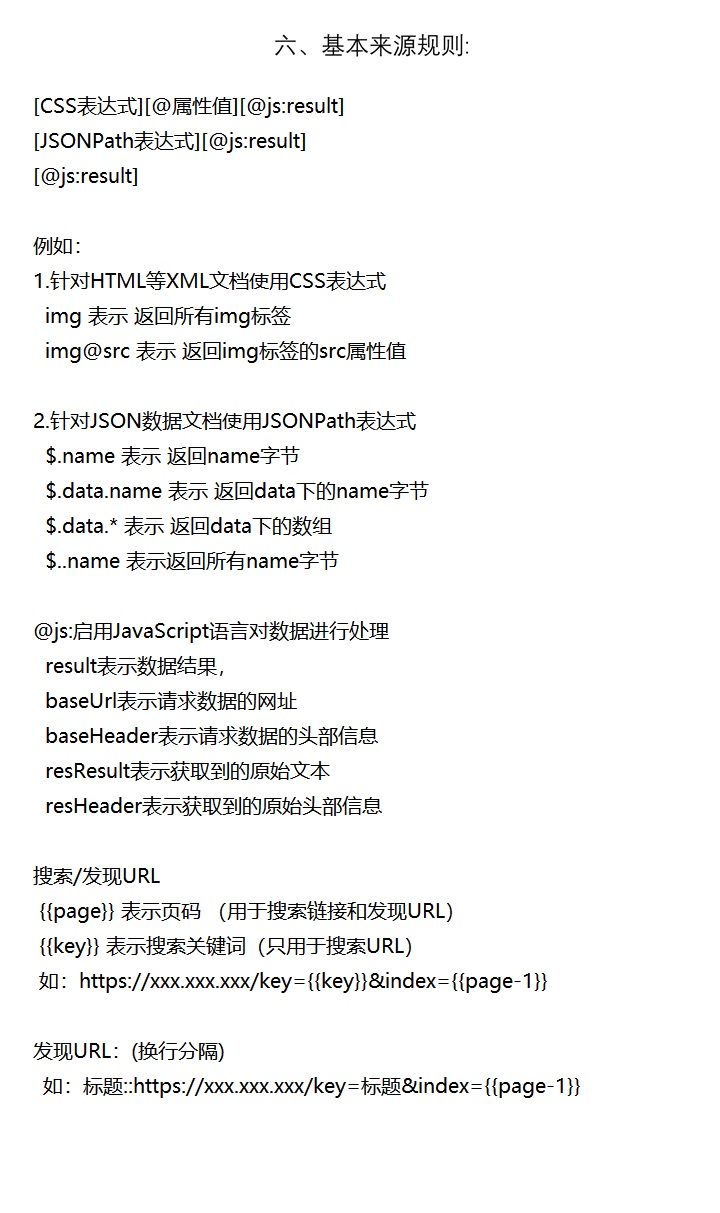 六、基本来源规则:
[CSS表达式][@属性值][@js:result]
[JSONPath表达式][@js:result]
[@js:result]
例如：
1.针对HTML等XML文档使用CSS表达式
img 表示 返回所有img标签
img@src 表示 返回img标签的src属性值
2.针对JSON数据文档使用JSONPath表达式
$.name 表示 返回name字节
$.data.name 表示 返回data下的name字节
$.data.* 表示 返回data下的数组
$..name 表示返回所有name字节
@js:启用JavaScript语言对数据进行处理
result表示数据结果，
baseUrl表示请求数据的网址
baseHeader表示请求数据的头部信息
resResult表示获取到的原始文本
resHeader表示获取到的原始头部信息
搜索/发现URL
{{page}} 表示页码 （用于搜索链接和发现URL）
{{key}} 表示搜索关键词（只用于搜索URL）
如：https://xxx.xxx.xxx/key={{key}}&index={{page-1}}
发现URL：(换行分隔)
如：标题::https://xxx.xxx.xxx/key=标题&index={{page-1}}